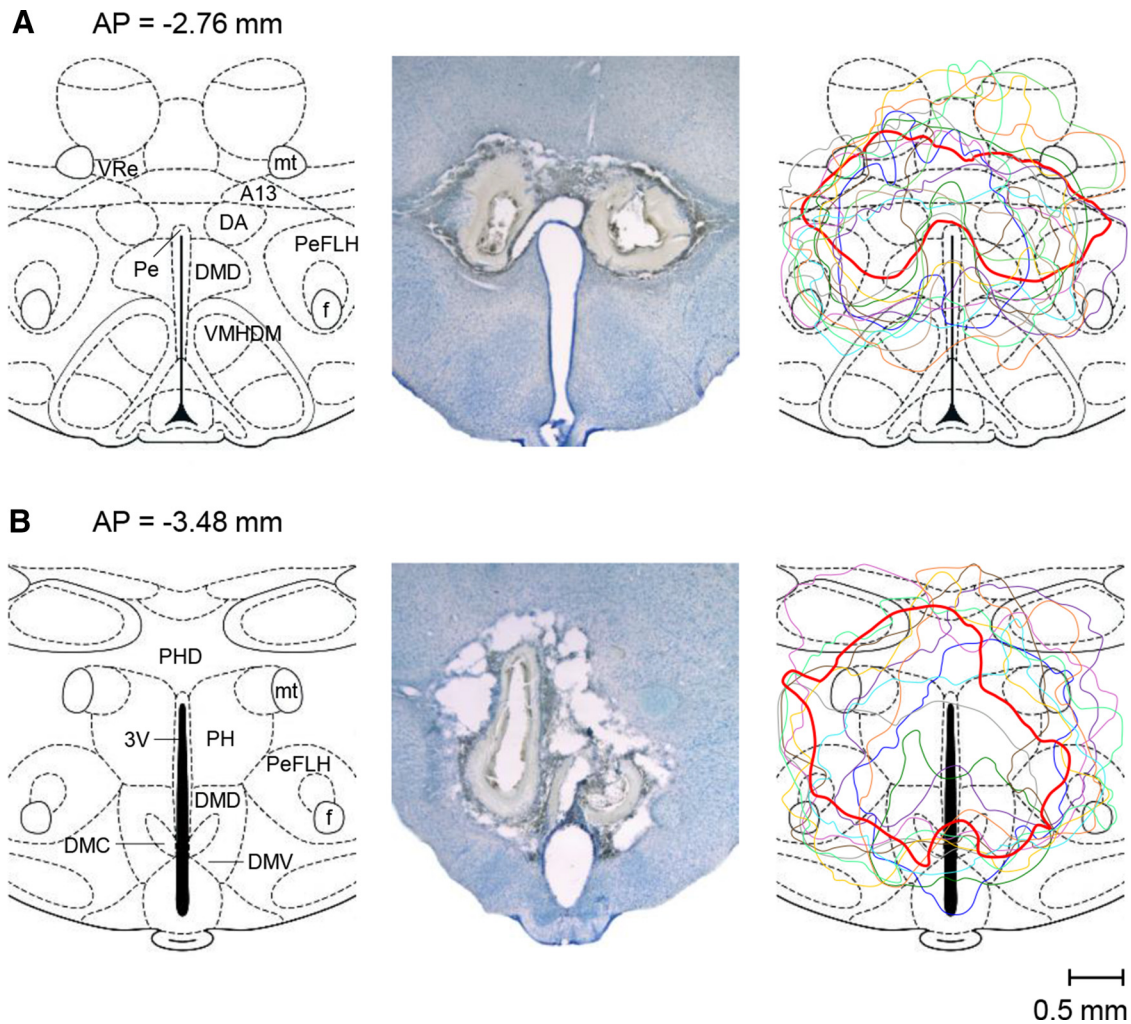 A AP = -2.76 mm
VRe mt
A13
DA
PeFLH
Pe DMD
f
VMHDM
B AP = -3.48 mm
PHD
mt
3V PH
PeFLH
DMD
f
DMC
DMV
0.5 mm